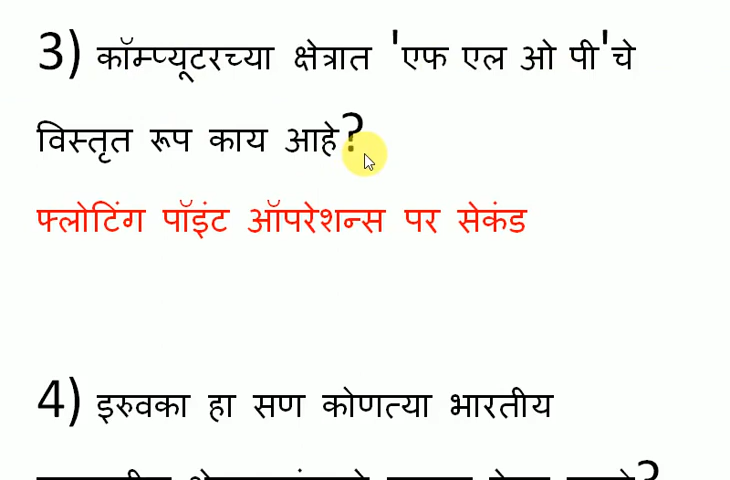 3) कॉम्प्यूटरच्या क्षेत्रात 'एफ एल ओ पी'चे
विस्तृत रूप काय आहे?
फ्लोटिंग पॉइंट ऑपरेशन्स पर सेकंड
4) इरुवका हा सण कोणत्या भारतीय